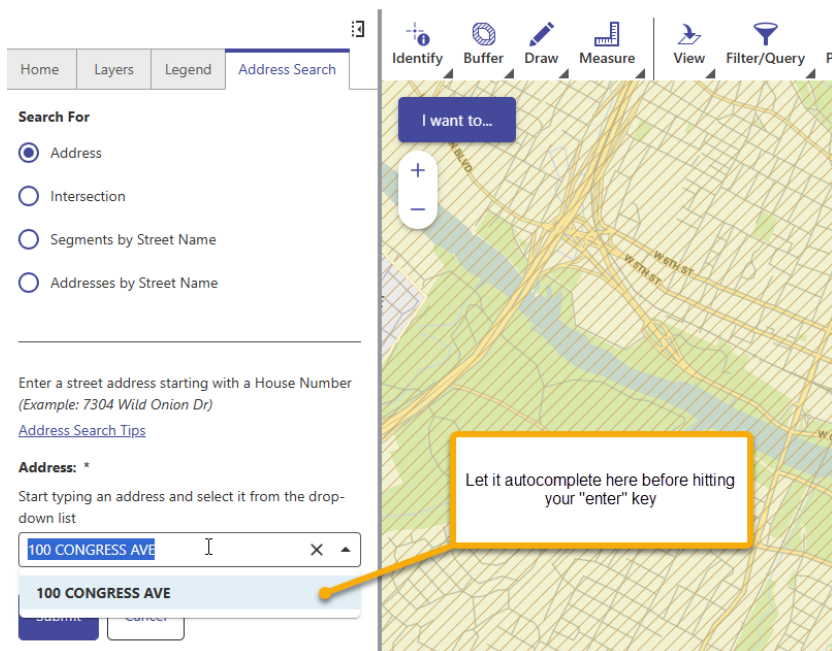 Home
Layers
Legend
Address Search
Search For
Address
Intersection
Segments by Street Name
Addresses by Street Name
Enter a street address starting with a House Number
(Example: 7304 Wild Onion Dr)
Address Search Tips
Address: *
Start typing an address and select it from the drop-
down list
100 CONGRESS AVE
100 CONGRESS AVE
Submit
Cancel
Identify
Buffer
Draw
Measure
View
Filter/Query
I want to...
+
−
N BLVD
W 5TH ST
W 6TH ST
Let it autocomplete here before hitting
your "enter" key